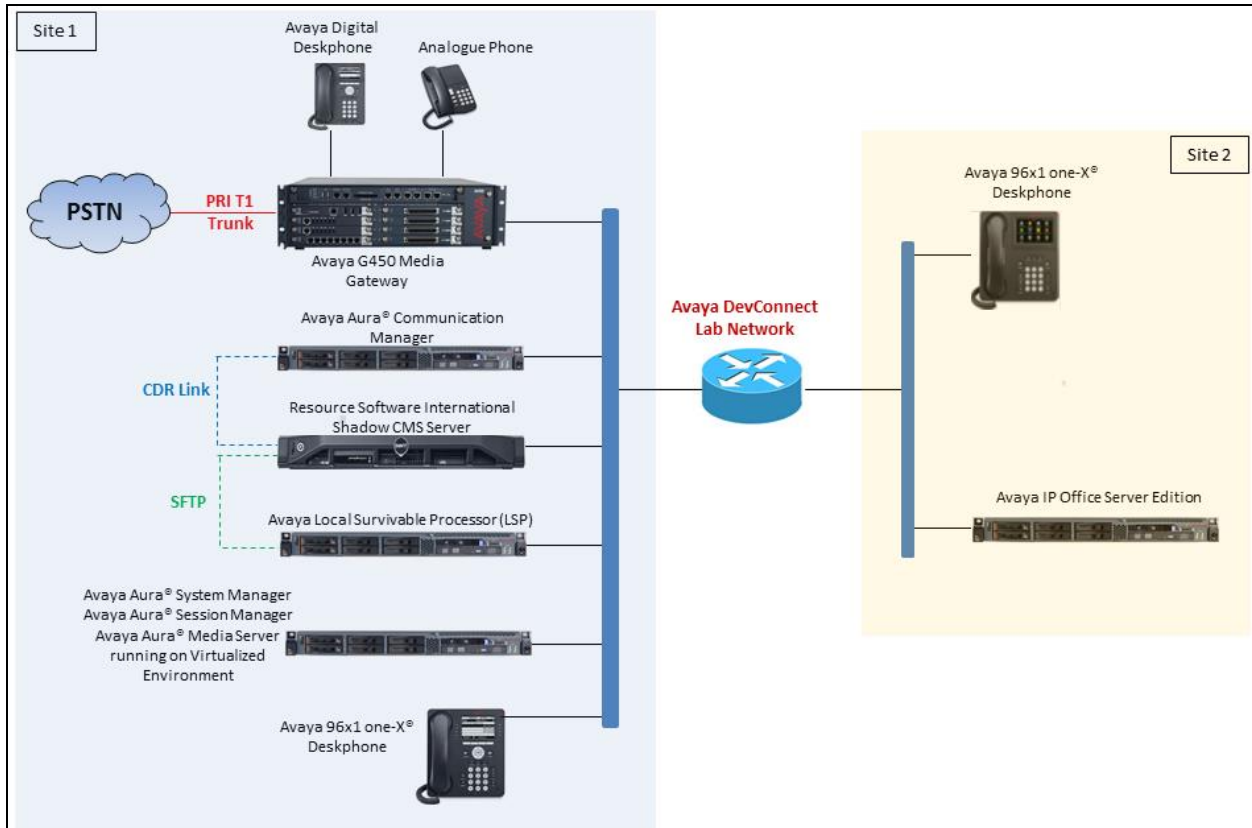 Site 1
Avaya Digital
Deskphone
Analogue Phone
PSTN
PRI T1
Trunk
Avaya G450 Media
Gateway
Avaya Aura® Communication
Manager
CDR Link
Resource Software International
Shadow CMS Server
SFTP
Avaya Local Survivable Processor (LSP)
Avaya Aura® System Manager
Avaya Aura® Session Manager
Avaya Aura® Media Server
running on Virtualized
Environment
Avaya 96x1 one-X®
Deskphone
Avaya DevConnect
Lab Network
Site 2
Avaya 96x1 one-X®
Deskphone
Avaya IP Office Server Edition